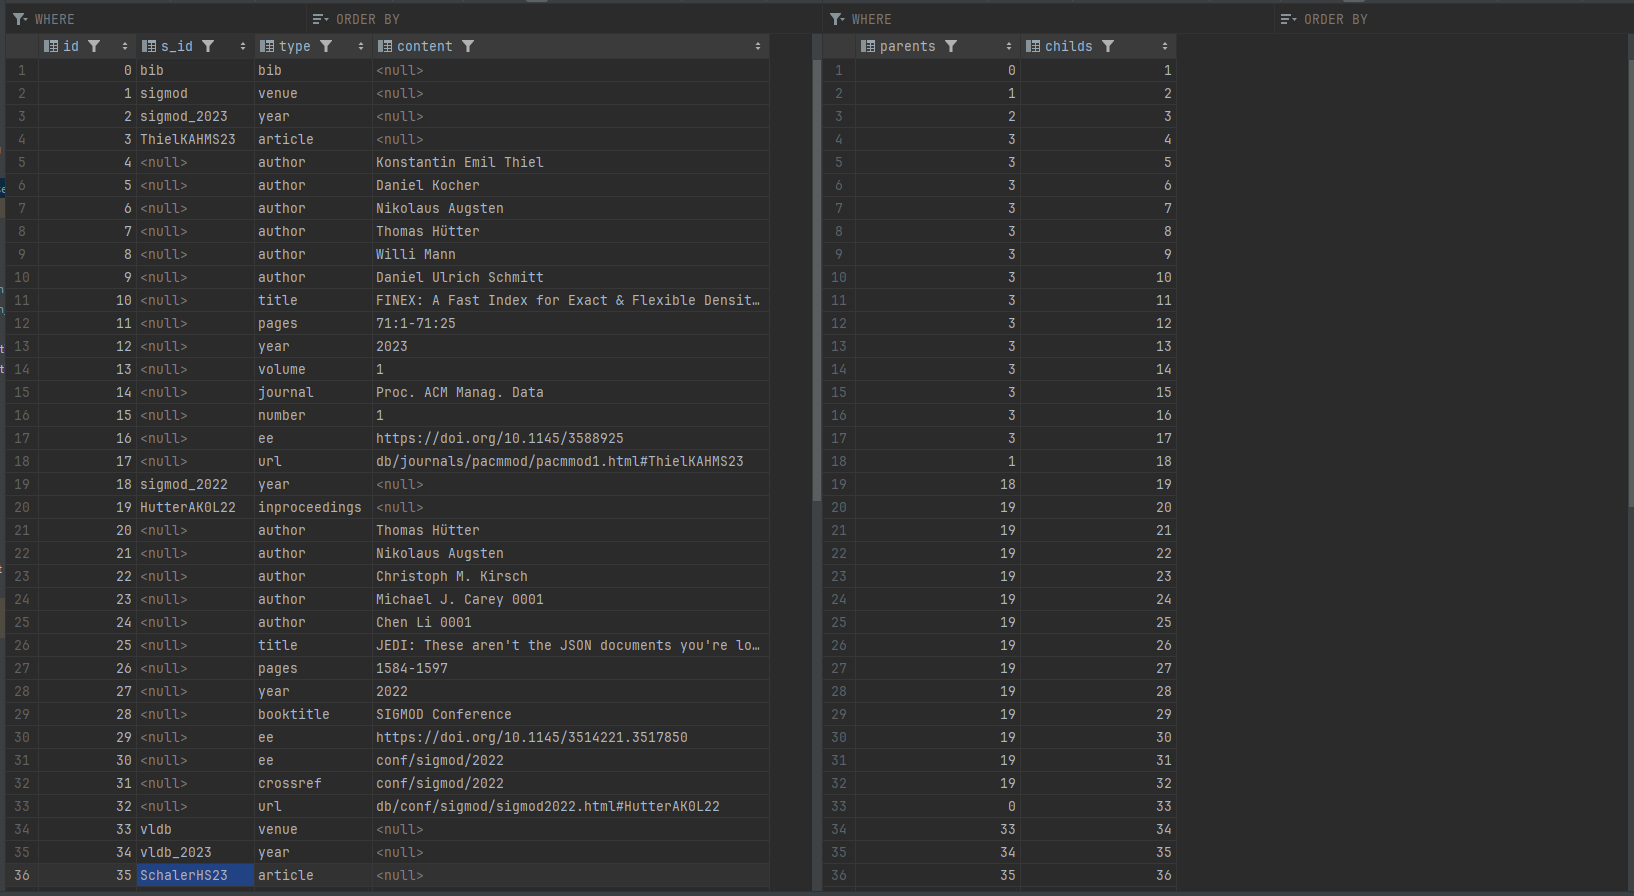 WHERE ORDER BY WHERE ORDER BY
id s_id type content parents childs
1 0 bib bib <null> 1 0 1
2 1 sigmod venue <null> 2 1 2
3 2 sigmod_2023 year <null> 3 2 3
4 3 ThielKAHMS23 article <null> 4 3 4
5 4 <null> author Konstantin Emil Thiel 5 3 5
6 5 <null> author Daniel Kocher 6 3 6
7 6 <null> author Nikolaus Augsten 7 3 7
8 7 <null> author Thomas Hütter 8 3 8
9 8 <null> author Willi Mann 9 3 9
10 9 <null> author Daniel Ulrich Schmitt 10 3 10
11 10 <null> title FINEX: A Fast Index for Exact & Flexible Densit… 11 3 11
12 11 <null> pages 71:1-71:25 12 3 12
13 12 <null> year 2023 13 3 13
14 13 <null> volume 1 14 3 14
15 14 <null> journal Proc. ACM Manag. Data 15 3 15
16 15 <null> number 1 16 3 16
17 16 <null> ee https://doi.org/10.1145/3588925 17 3 17
18 17 <null> url db/journals/pacmmod/pacmmod1.html#ThielKAHMS23 18 1 18
19 18 sigmod_2022 year <null> 19 18 19
20 19 HutterAK0L22 inproceedings <null> 20 19 20
21 20 <null> author Thomas Hütter 21 19 21
22 21 <null> author Nikolaus Augsten 22 19 22
23 22 <null> author Christoph M. Kirsch 23 19 23
24 23 <null> author Michael J. Carey 0001 24 19 24
25 24 <null> author Chen Li 0001 25 19 25
26 25 <null> title JEDI: These aren't the JSON documents you're lo… 26 19 26
27 26 <null> pages 1584-1597 27 19 27
28 27 <null> year 2022 28 19 28
29 28 <null> booktitle SIGMOD Conference 29 19 29
30 29 <null> ee https://doi.org/10.1145/3514221.3517850 30 19 30
31 30 <null> ee conf/sigmod/2022 31 19 31
32 31 <null> crossref conf/sigmod/2022 32 19 32
33 32 <null> url db/conf/sigmod/sigmod2022.html#HutterAK0L22 33 0 33
34 33 vldb venue <null> 34 33 34
35 34 vldb_2023 year <null> 35 34 35
36 35 SchalerHS23 article <null> 36 35 36